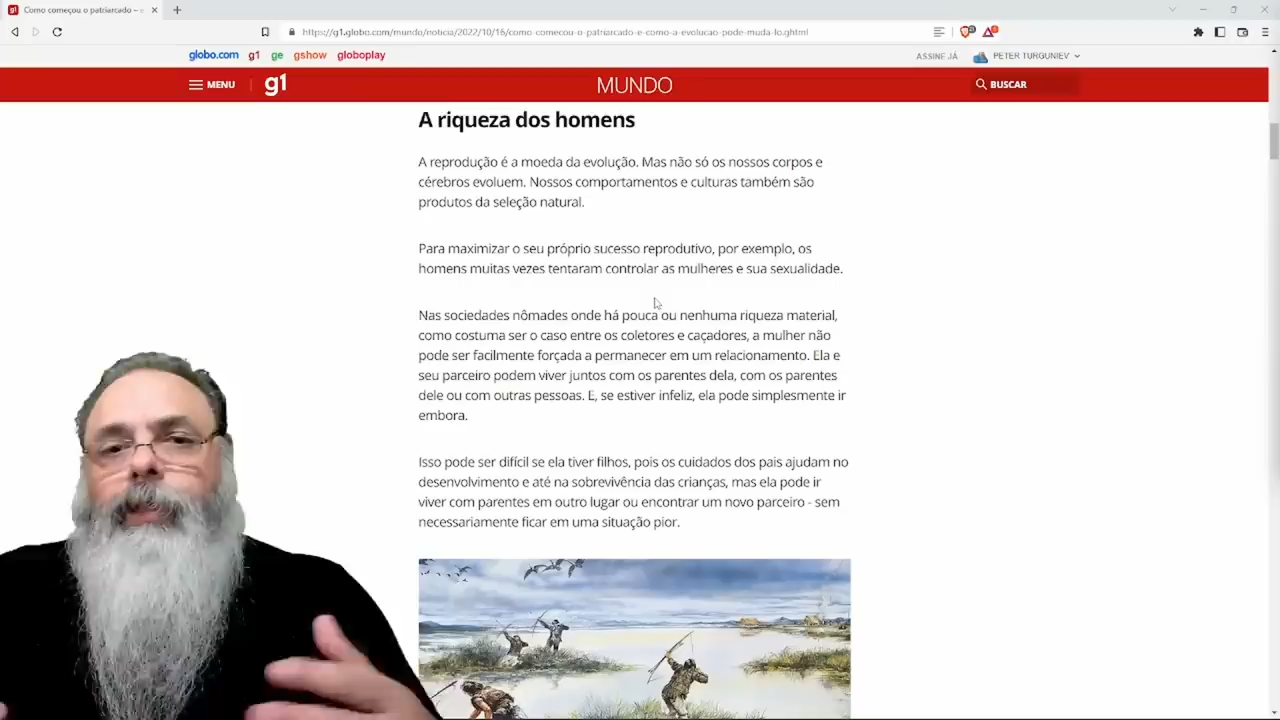 g1 Como começou o patriarcado – e
https://g1.globo.com/mundo/noticia/2022/10/16/como-comecou-o-patriarcado-e-como-a-evolucao-pode-muda-lo.ghtml
globo.com g1 ge gshow globoplay ASSINE JÁ PETER TURGUNIEV
MENU g1 MUNDO BUSCAR
A riqueza dos homens
A reprodução é a moeda da evolução. Mas não só os nossos corpos e
cérebros evoluem. Nossos comportamentos e culturas também são
produtos da seleção natural.
Para maximizar o seu próprio sucesso reprodutivo, por exemplo, os
homens muitas vezes tentaram controlar as mulheres e sua sexualidade.
Nas sociedades nômades onde há pouca ou nenhuma riqueza material,
como costuma ser o caso entre os coletores e caçadores, a mulher não
pode ser facilmente forçada a permanecer em um relacionamento. Ela e
seu parceiro podem viver juntos com os parentes dela, com os parentes
dele ou com outras pessoas. E, se estiver infeliz, ela pode simplesmente ir
embora.
Isso pode ser difícil se ela tiver filhos, pois os cuidados dos pais ajudam no
desenvolvimento e até na sobrevivência das crianças, mas ela pode ir
viver com parentes em outro lugar ou encontrar um novo parceiro - sem
necessariamente ficar em uma situação pior.